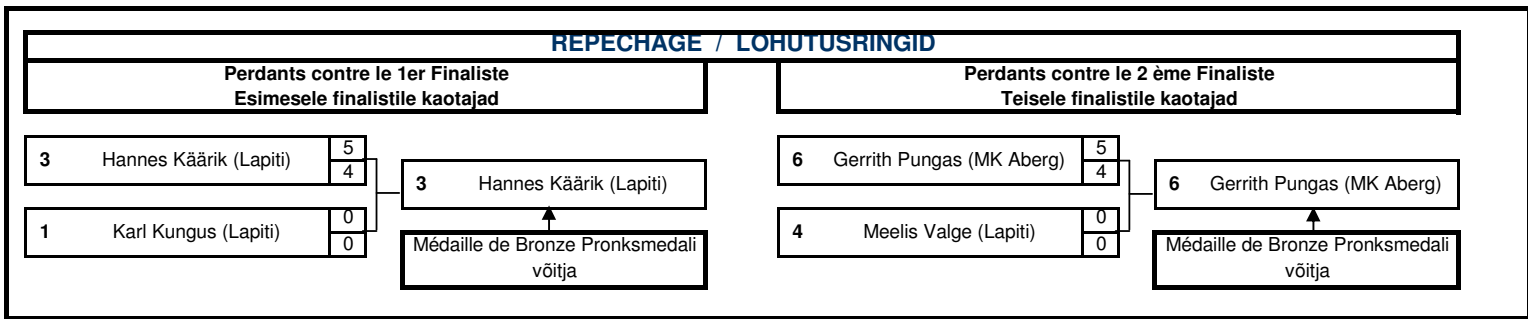 REPECHAGE / LOHUTUSRINGID
Perdants contre le 1er Finaliste
Esimesele finalistile kaotajad
3 Hannes Käärik (Lapiti) 5
4
3 Hannes Käärik (Lapiti)
1 Karl Kungus (Lapiti) 0
0
Médaille de Bronze Pronksmedali
võitja
Perdants contre le 2 ème Finaliste
Teisele finalistile kaotajad
6 Gerrith Pungas (MK Aberg) 5
4
6 Gerrith Pungas (MK Aberg)
4 Meelis Valge (Lapiti) 0
0
Médaille de Bronze Pronksmedali
võitja